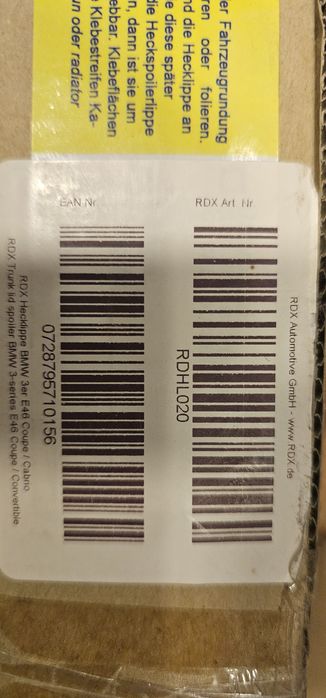 er Fahrzeugrundung
ren oder folieren.
nd die Hecklippe an
e diese später
die Heckspoilerlippe
n, dann ist sie um
ebbar. Klebeflächen
e Klebestreifen Ka-
un oder radiator
RDX Automotive GmbH - www.RDX.de
RDX Art. Nr.
RDHL020
EAN Nr.
0728795710156
RDX Hecklippe BMW 3er E46 Coupe / Cabrio
RDX Trunk lid spoiler BMW 3-series E46 Coupe / Convertible